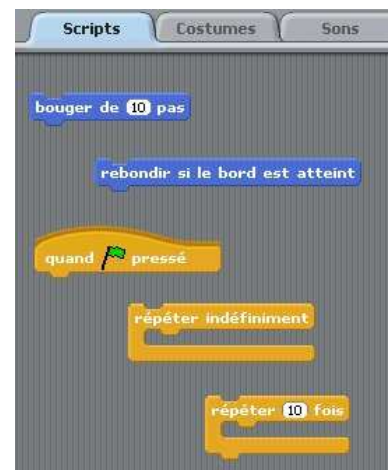 Scripts Costumes Sons
bouger de 10 pas
rebondir si le bord est atteint
quand pressé
répéter indéfiniment
répéter 10 fois